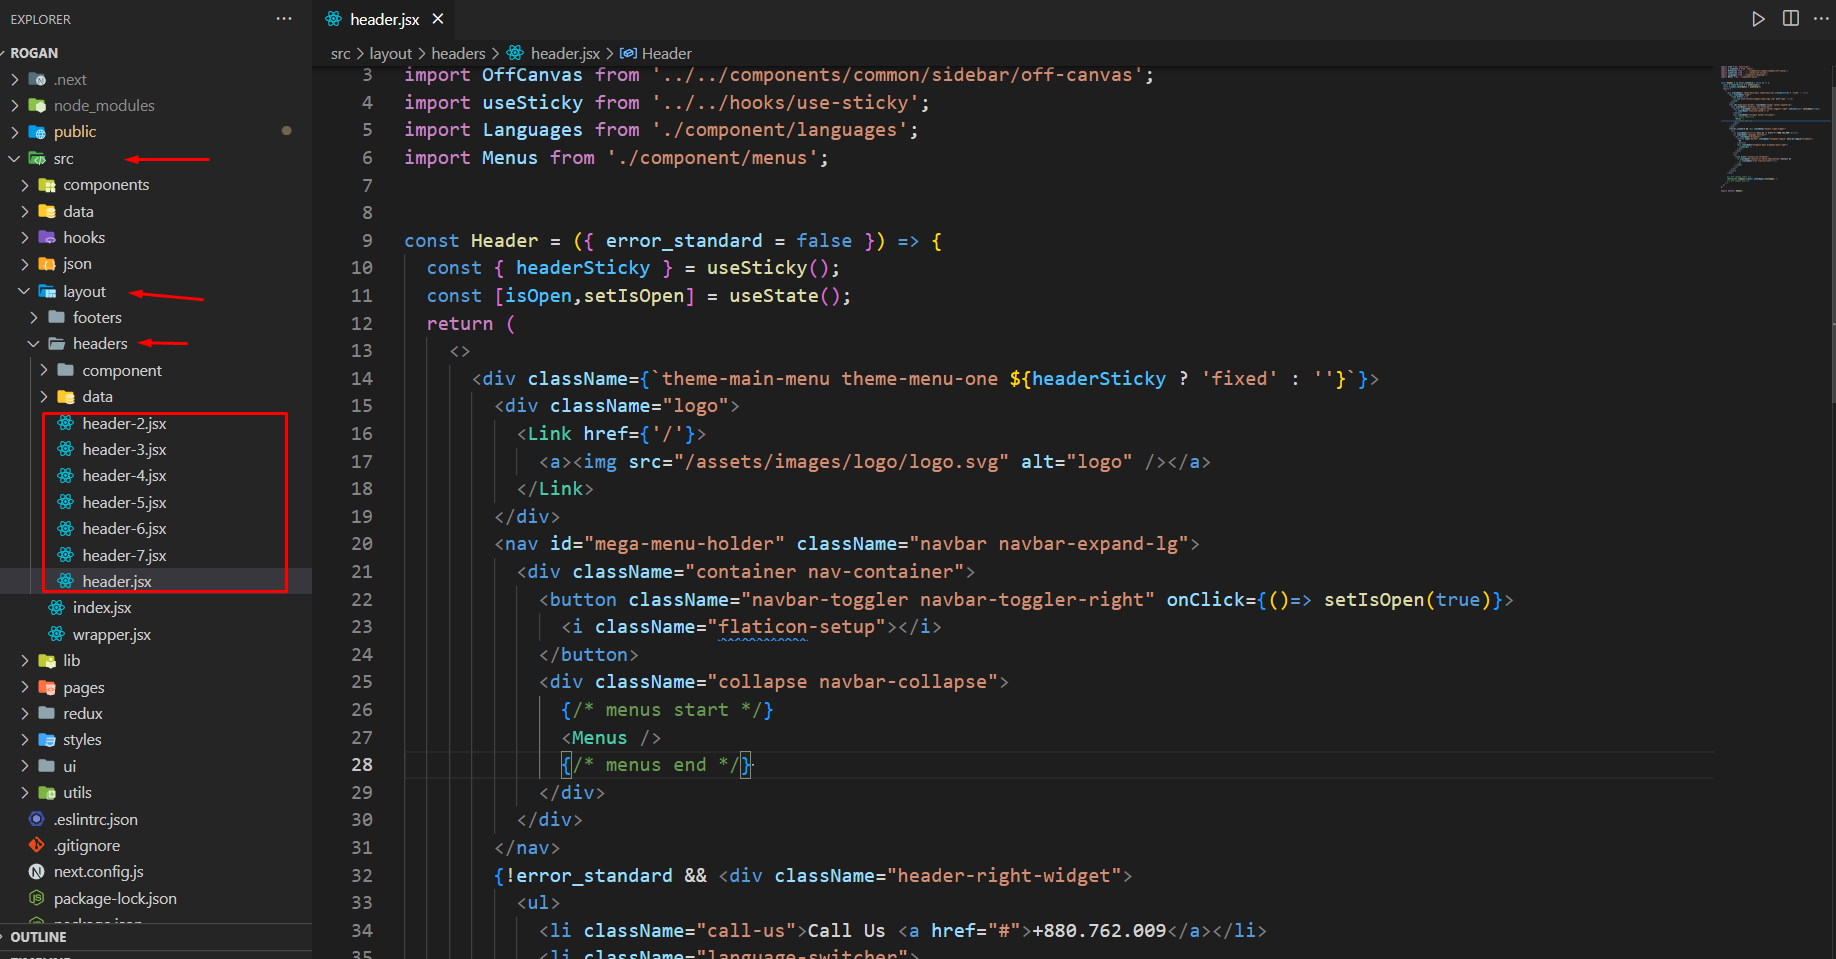 EXPLORER
ROGAN
.next
node_modules
public
src
components
data
hooks
json
layout
footers
headers
component
data
header-2.jsx
header-3.jsx
header-4.jsx
header-5.jsx
header-6.jsx
header-7.jsx
header.jsx
index.jsx
wrapper.jsx
lib
pages
redux
styles
ui
utils
.eslintrc.json
.gitignore
next.config.js
package-lock.json
package.json
OUTLINE
TIMELINE
header.jsx
src > layout > headers > header.jsx > Header
3 import OffCanvas from '../../components/common/sidebar/off-canvas';
4 import useSticky from '../../hooks/use-sticky';
5 import Languages from './component/languages';
6 import Menus from './component/menus';
7
8
9 const Header = ({ error_standard = false }) => {
10 const { headerSticky } = useSticky();
11 const [isOpen,setIsOpen] = useState();
12 return (
13 <>
14 <div className={`theme-main-menu theme-menu-one ${headerSticky ? 'fixed' : ''}`}>
15 <div className="logo">
16 <Link href={'/'}>
17 <a><img src="/assets/images/logo/logo.svg" alt="logo" /></a>
18 </Link>
19 </div>
20 <nav id="mega-menu-holder" className="navbar navbar-expand-lg">
21 <div className="container nav-container">
22 <button className="navbar-toggler navbar-toggler-right" onClick={()=> setIsOpen(true)}>
23 <i className="flaticon-setup"></i>
24 </button>
25 <div className="collapse navbar-collapse">
26 {/* menus start */}
27 <Menus />
28 {/* menus end */}
29 </div>
30 </div>
31 </nav>
32 {!error_standard && <div className="header-right-widget">
33 <ul>
34 <li className="call-us">Call Us <a href="#">+880.762.009</a></li>
35 <li className="language-switcher">